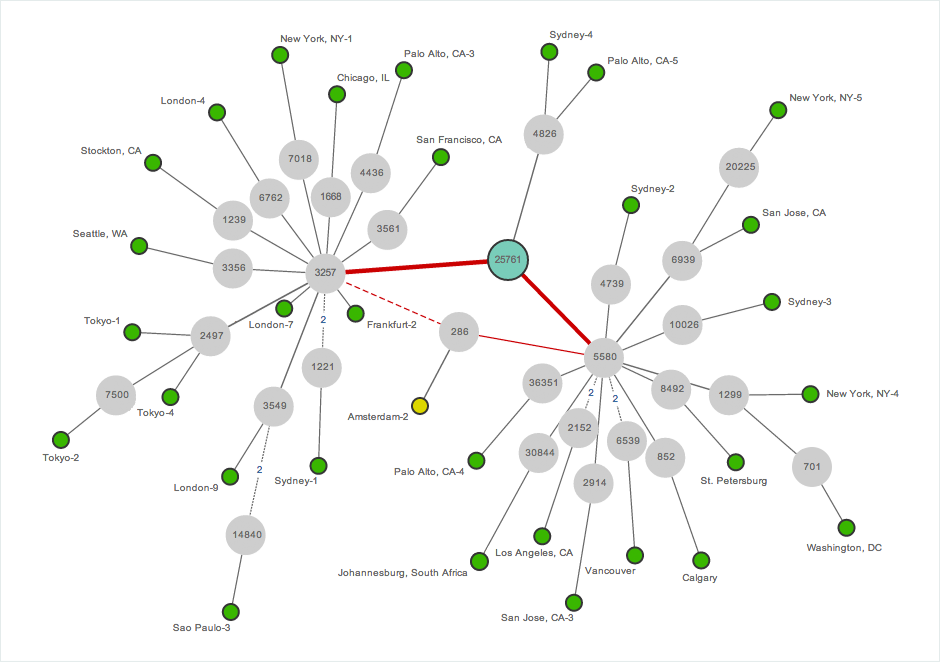 Sydney-4
New York, NY-1
Palo Alto, CA-3
Palo Alto, CA-5
Chicago, IL
London-4
New York, NY-5
4826
San Francisco, CA
Stockton, CA
7018
20225
4436
Sydney-2
6762
1668
San Jose, CA
1239
3561
Seattle, WA
25761
6939
3356
3257
4739
Sydney-3
Tokyo-1
London-7
2
Frankfurt-2
10026
286
2497
5580
1221
36351
8492
1299
New York, NY-4
7500
2
2
3549
Tokyo-4
Amsterdam-2
2152
6539
30844
852
Tokyo-2
2
Palo Alto, CA-4
701
London-9
Sydney-1
2914
St. Petersburg
14840
Los Angeles, CA
Washington, DC
Johannesburg, South Africa
Vancouver
Calgary
San Jose, CA-3
Sao Paulo-3